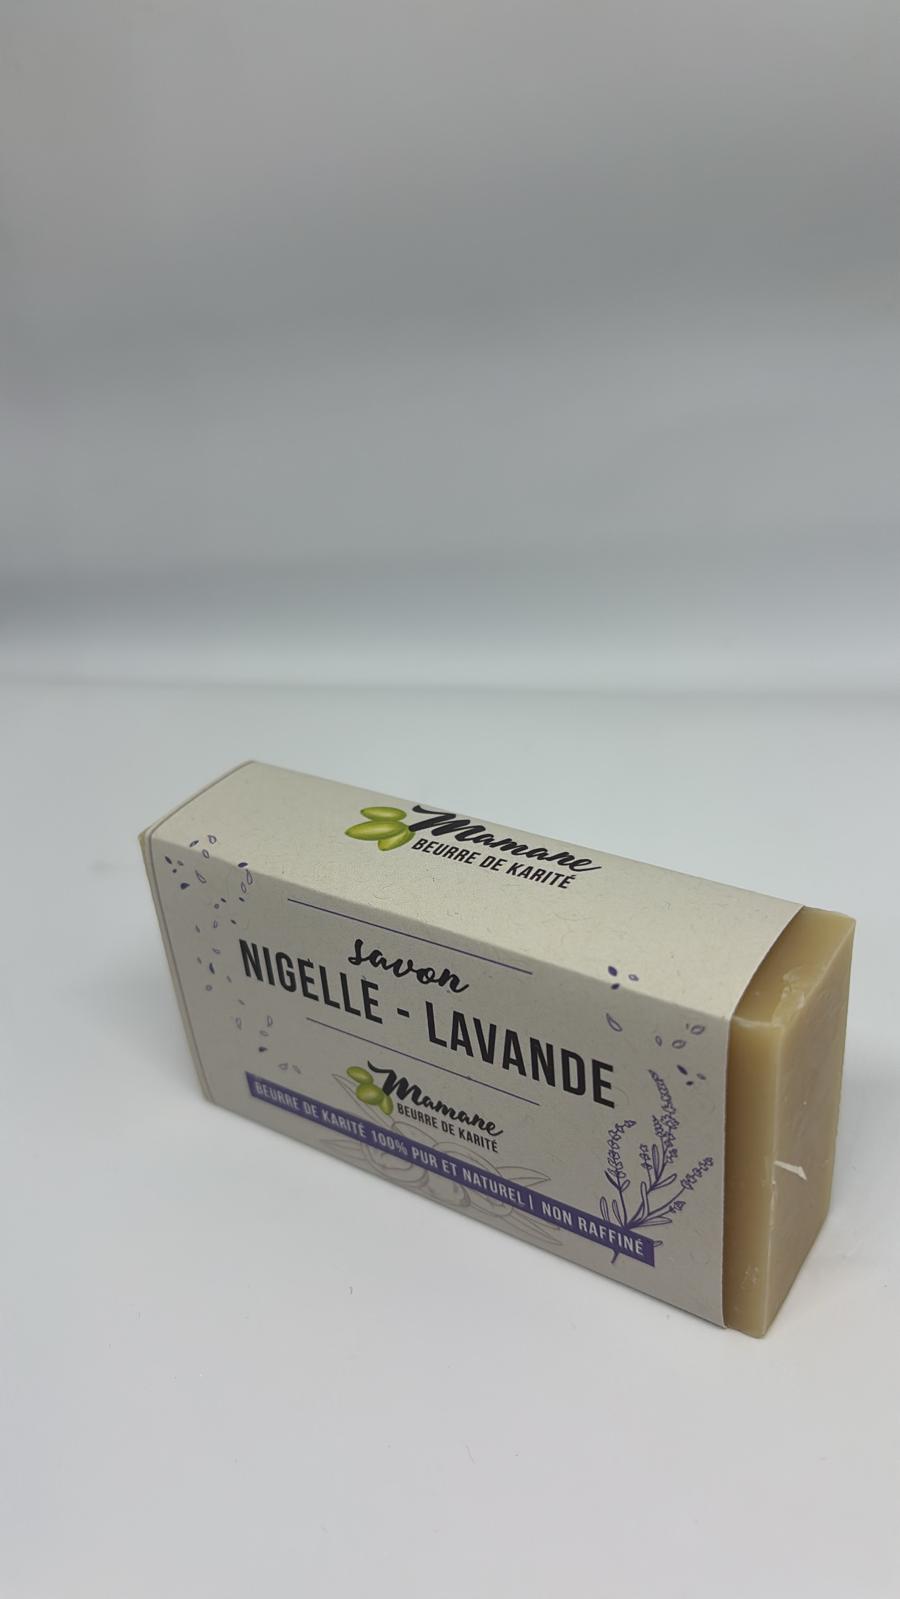 Mamane
BEURRE DE KARITÉ
savon
NIGELLE - LAVANDE
Mamane
BEURRE DE KARITÉ
BEURRE DE KARITÉ 100% PUR ET NATUREL | NON RAFFINÉ